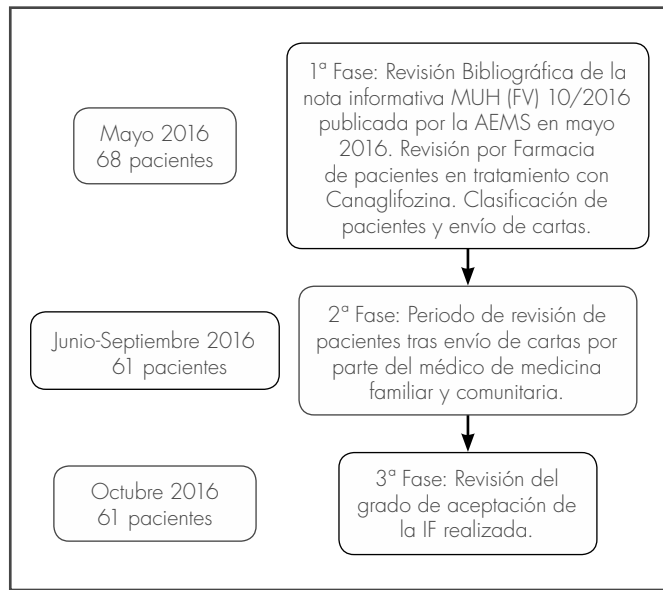 Mayo 2016
68 pacientes
1ª Fase: Revisión Bibliográfica de la
nota informativa MUH (FV) 10/2016
publicada por la AEMS en mayo
2016. Revisión por Farmacia
de pacientes en tratamiento con
Canaglifozina. Clasificación de
pacientes y envío de cartas.
Junio-Septiembre 2016
61 pacientes
2ª Fase: Periodo de revisión de
pacientes tras envío de cartas por
parte del médico de medicina
familiar y comunitaria.
Octubre 2016
61 pacientes
3ª Fase: Revisión del
grado de aceptación de
la IF realizada.